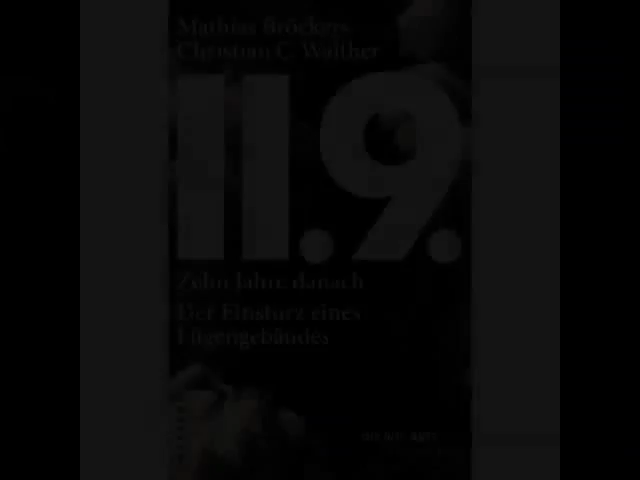 Mathias Bröckers
Christian C. Walther
11.9.
Zehn Jahre danach
Der Einsturz eines
Lügengebäudes